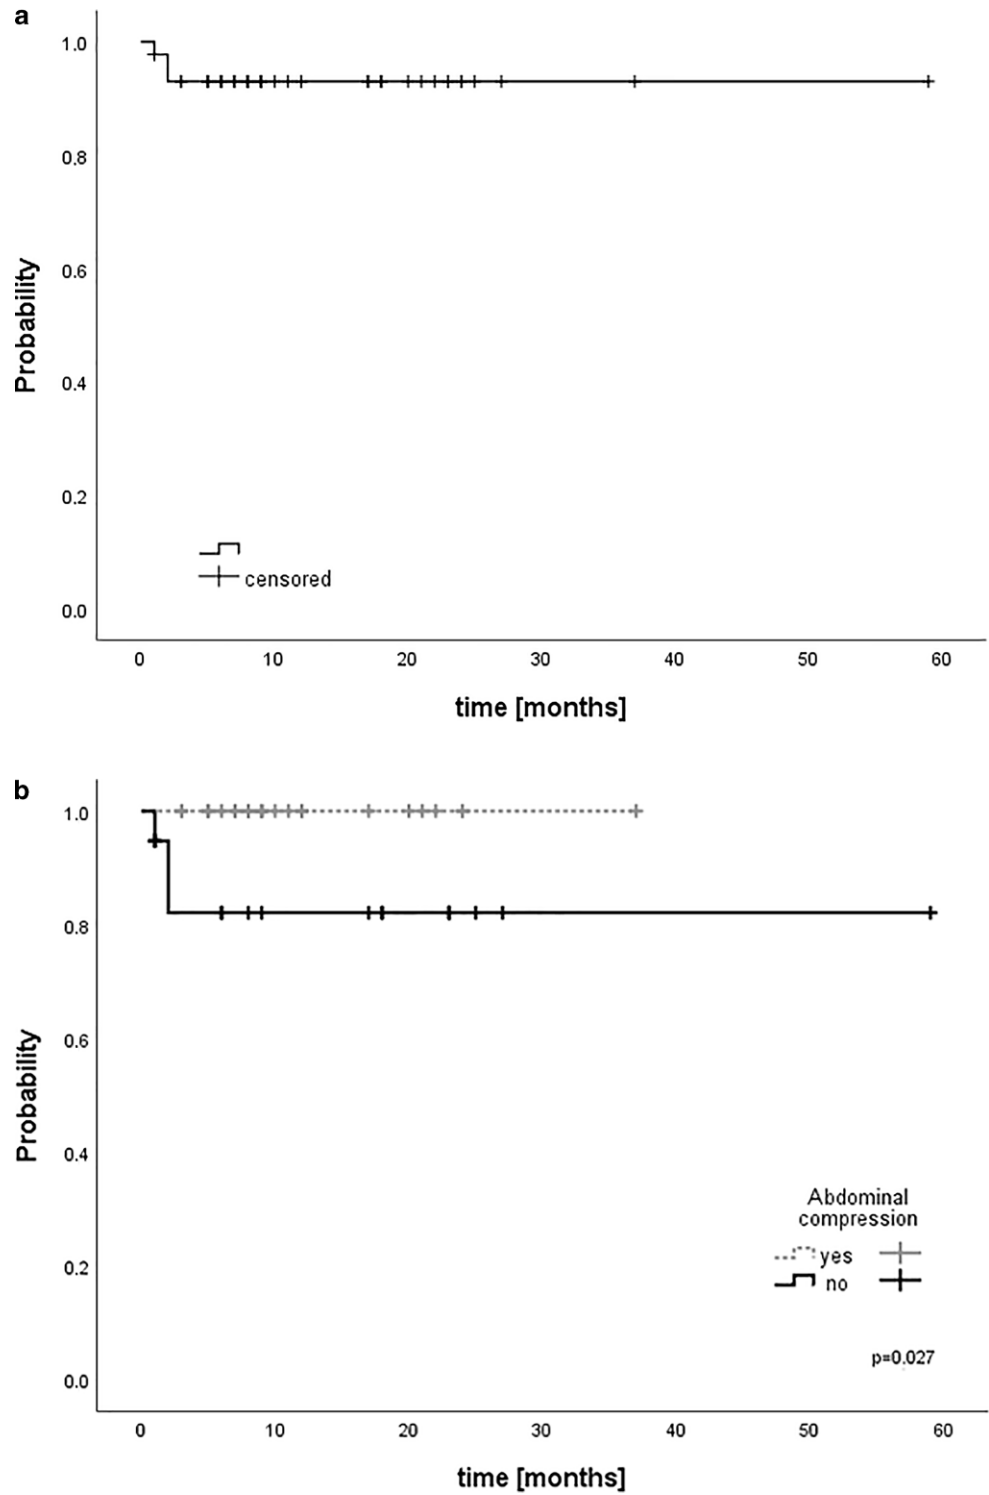 a
1.0
0.8
0.6
0.4
0.2
0.0
Probability
censored
0 10 20 30 40 50 60
time [months]
b
1.0
0.8
0.6
0.4
0.2
0.0
Probability
Abdominal
compression
yes
no
p=0.027
0 10 20 30 40 50 60
time [months]